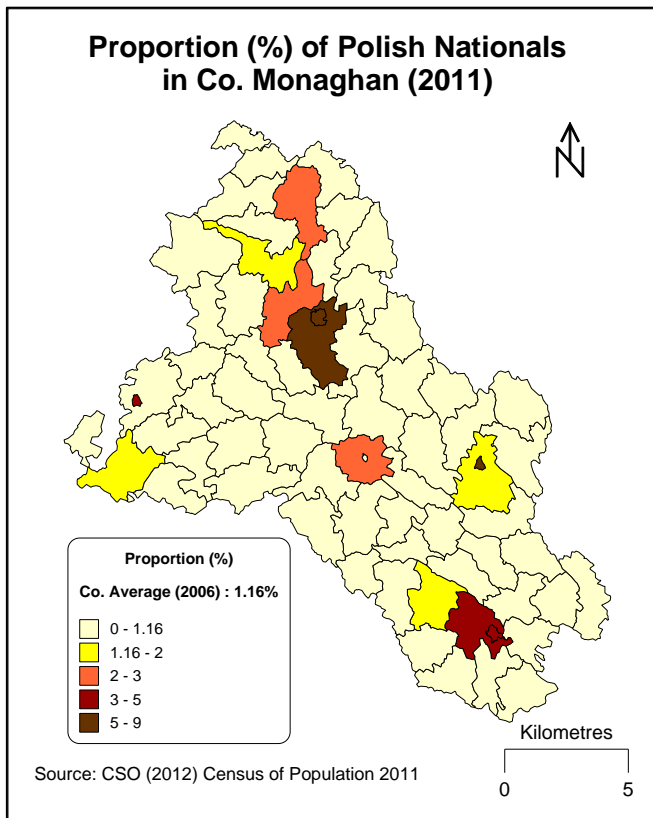 Proportion (%) of Polish Nationals
in Co. Monaghan (2011)
N
Proportion (%)
Co. Average (2006) : 1.16%
0 - 1.16
1.16 - 2
2 - 3
3 - 5
5 - 9
Kilometres
0 5
Source: CSO (2012) Census of Population 2011